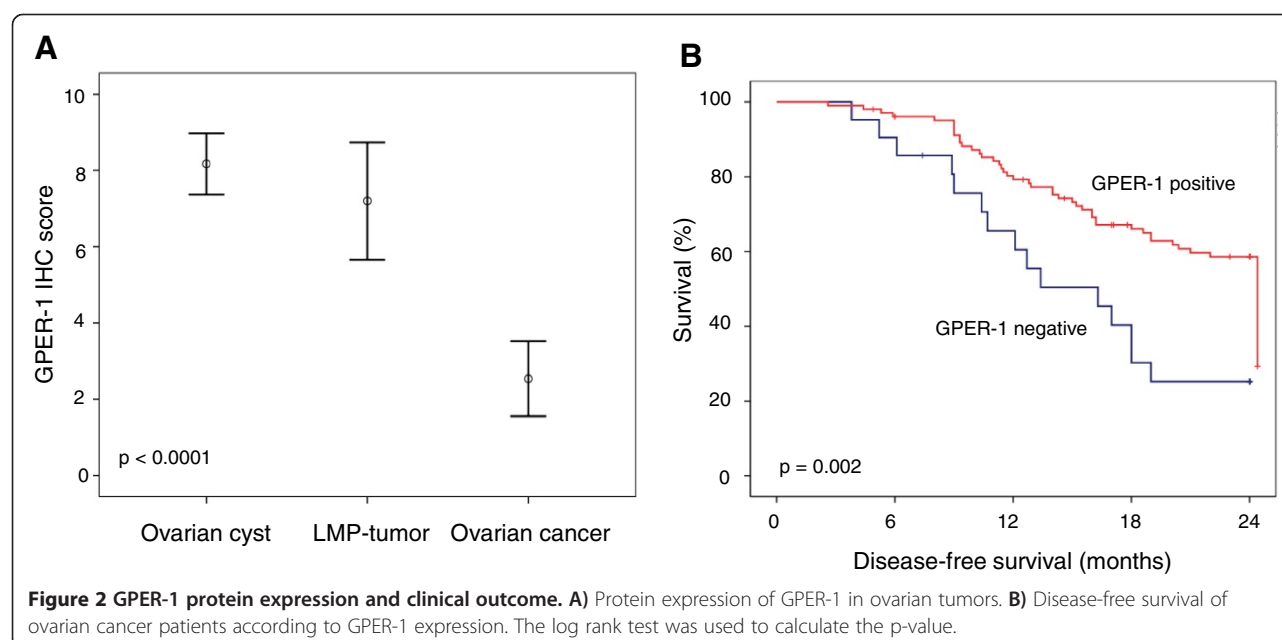 A
GPER-1 IHC score
10
8
6
4
2
0
p < 0.0001
Ovarian cyst LMP-tumor Ovarian cancer
B
Survival (%)
100
80
60
40
20
0
GPER-1 positive
GPER-1 negative
p = 0.002
0 6 12 18 24
Disease-free survival (months)
Figure 2 GPER-1 protein expression and clinical outcome. A) Protein expression of GPER-1 in ovarian tumors. B) Disease-free survival of
ovarian cancer patients according to GPER-1 expression. The log rank test was used to calculate the p-value.